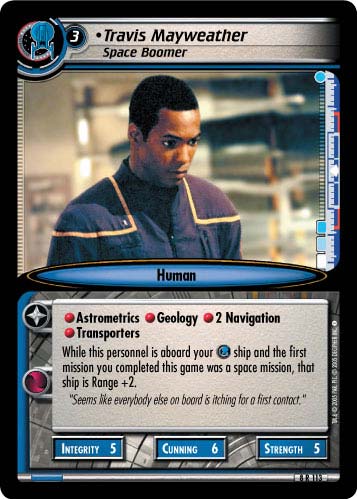 3
•Travis Mayweather
Space Boomer
Human
Astrometrics Geology 2 Navigation
Transporters
While this personnel is aboard your ship and the first
mission you completed this game was a space mission, that
ship is Range +2.
"Seems like everybody else on board is itching for a first contact."
INTEGRITY 5 CUNNING 6 STRENGTH 5
8 R 113